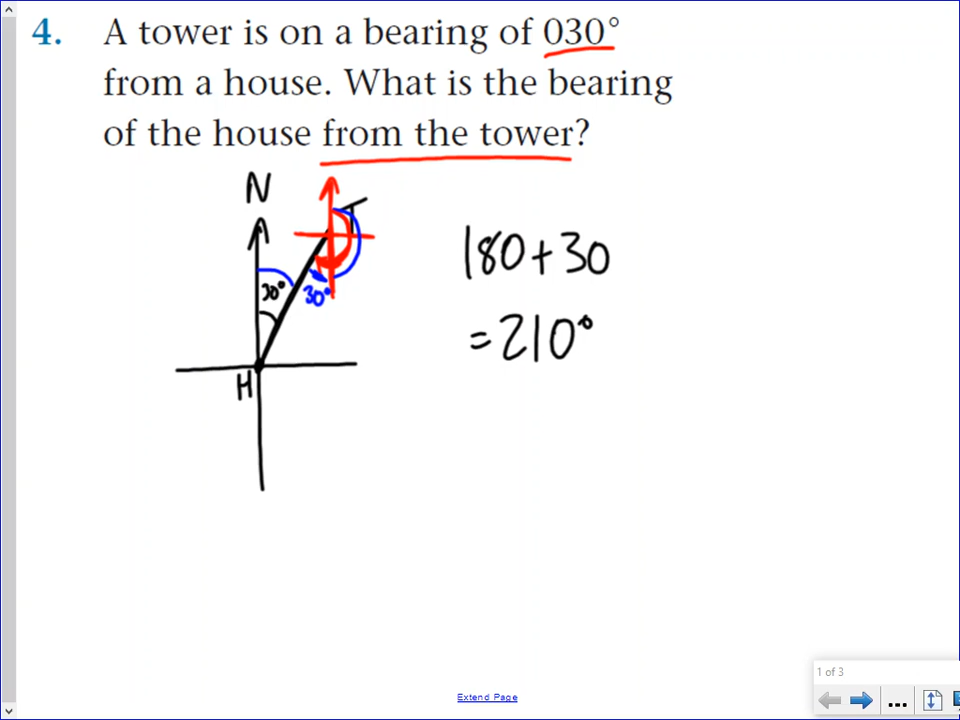 4. A tower is on a bearing of 030°
from a house. What is the bearing
of the house from the tower?
N
T
180+30
30°
30°
=210°
H
1 of 3
...
Extend Page